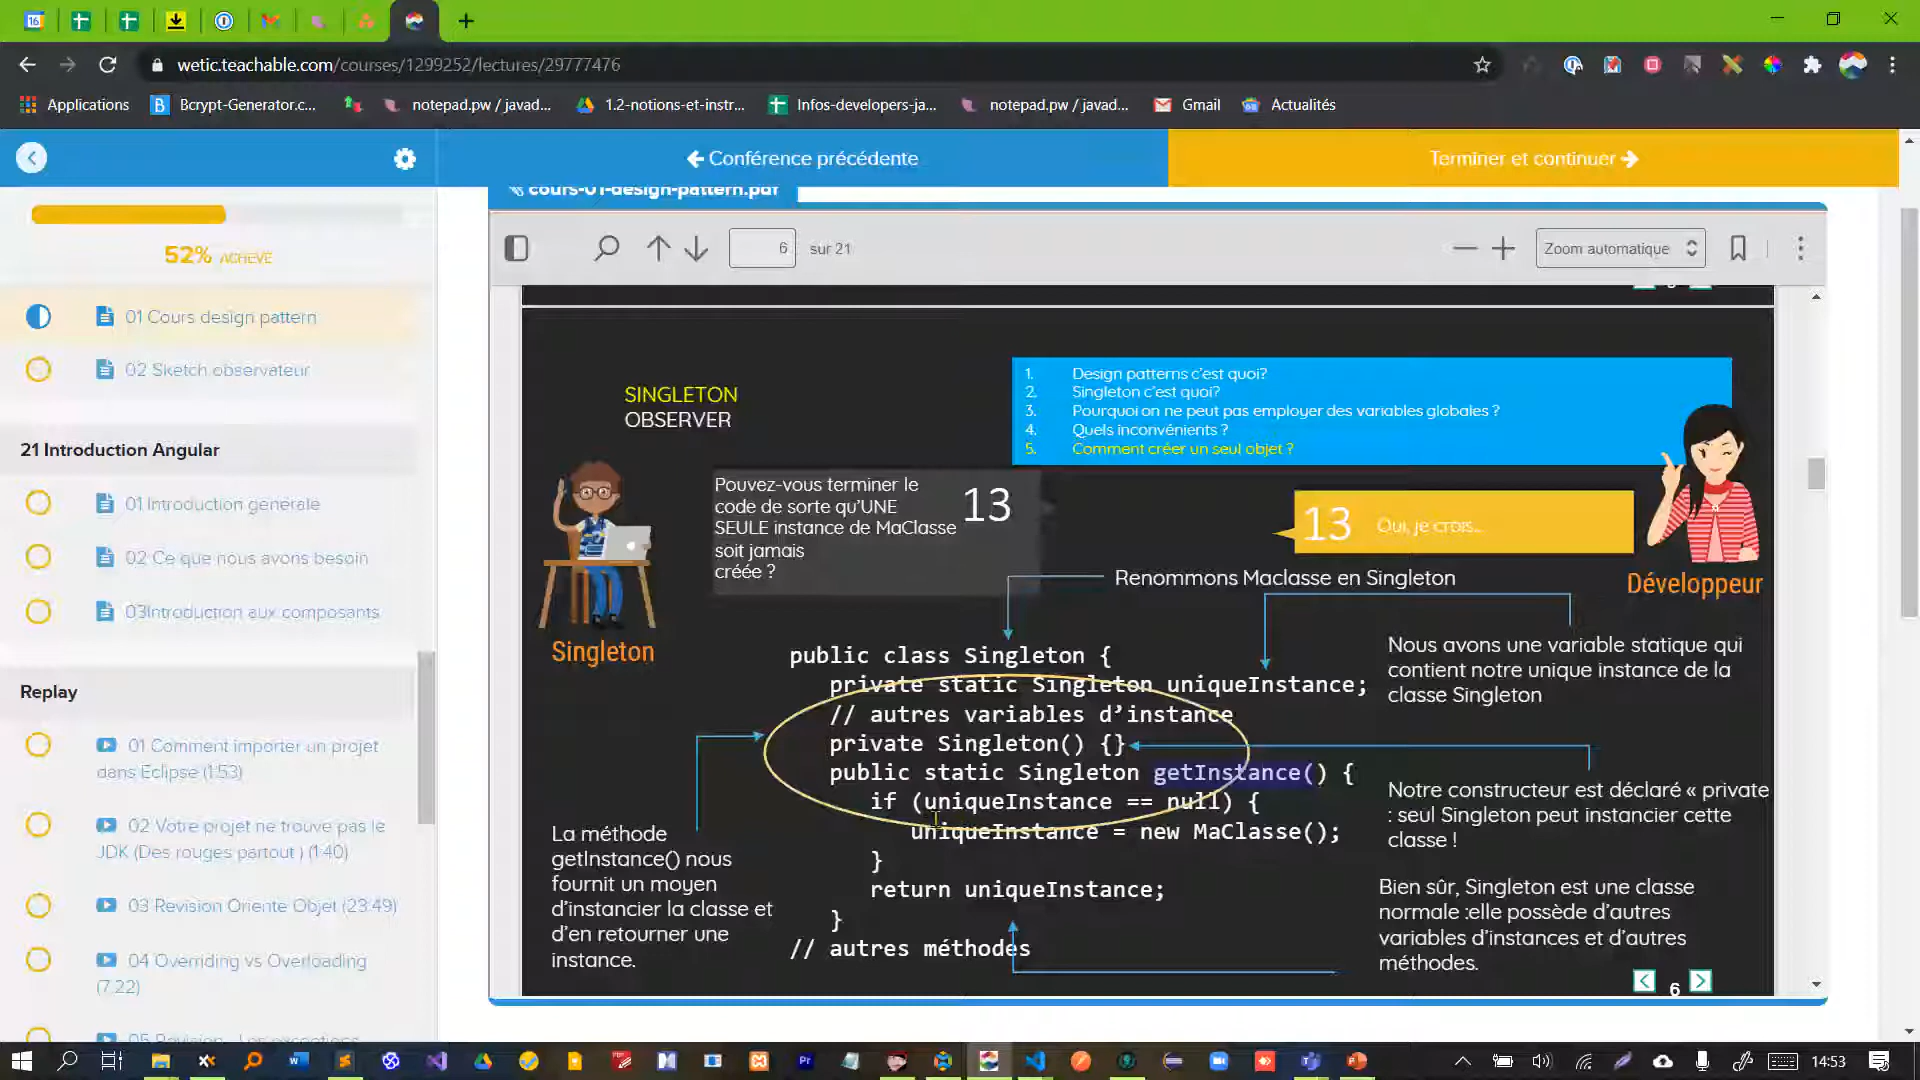 16
wetic.teachable.com/courses/1299252/lectures/29777476
Applications
Bcrypt-Generator.c...
notepad.pw / javad...
1.2-notions-et-instr...
Infos-developers-ja...
notepad.pw / javad...
Gmail
Actualités
Conférence précédente
Terminer et continuer
cours-01-design-pattern.pdf
52% ACHEVÉ
6 sur 21
Zoom automatique
01 Cours design pattern
02 Sketch observateur
21 Introduction Angular
01 Introduction générale
02 Ce que nous avons besoin
03Introduction aux composants
Replay
01 Comment importer un projet
dans Eclipse (1:53)
02 Votre projet ne trouve pas le
JDK (Des rouges partout ) (1:40)
03 Revision Oriente Objet (23:49)
04 Overriding vs Overloading
(7:22)
SINGLETON
OBSERVER
1. Design patterns c'est quoi?
2. Singleton c'est quoi?
3. Pourquoi on ne peut pas employer des variables globales ?
4. Quels inconvénients ?
5. Comment créer un seul objet ?
Pouvez-vous terminer le
code de sorte qu'UNE
SEULE instance de MaClasse
soit jamais
créée ?
13
13 Oui, je crois...
Développeur
Singleton
Renommons Maclasse en Singleton
Nous avons une variable statique qui
contient notre unique instance de la
classe Singleton
public class Singleton {
private static Singleton uniqueInstance;
// autres variables d'instance
private Singleton() {}
public static Singleton getInstance() {
if (uniqueInstance == null) {
uniqueInstance = new MaClasse();
}
return uniqueInstance;
}
// autres méthodes
Notre constructeur est déclaré « private
: seul Singleton peut instancier cette
classe !
La méthode
getInstance() nous
fournit un moyen
d'instancier la classe et
d'en retourner une
instance.
Bien sûr, Singleton est une classe
normale :elle possède d'autres
variables d'instances et d'autres
méthodes.
6
14:53